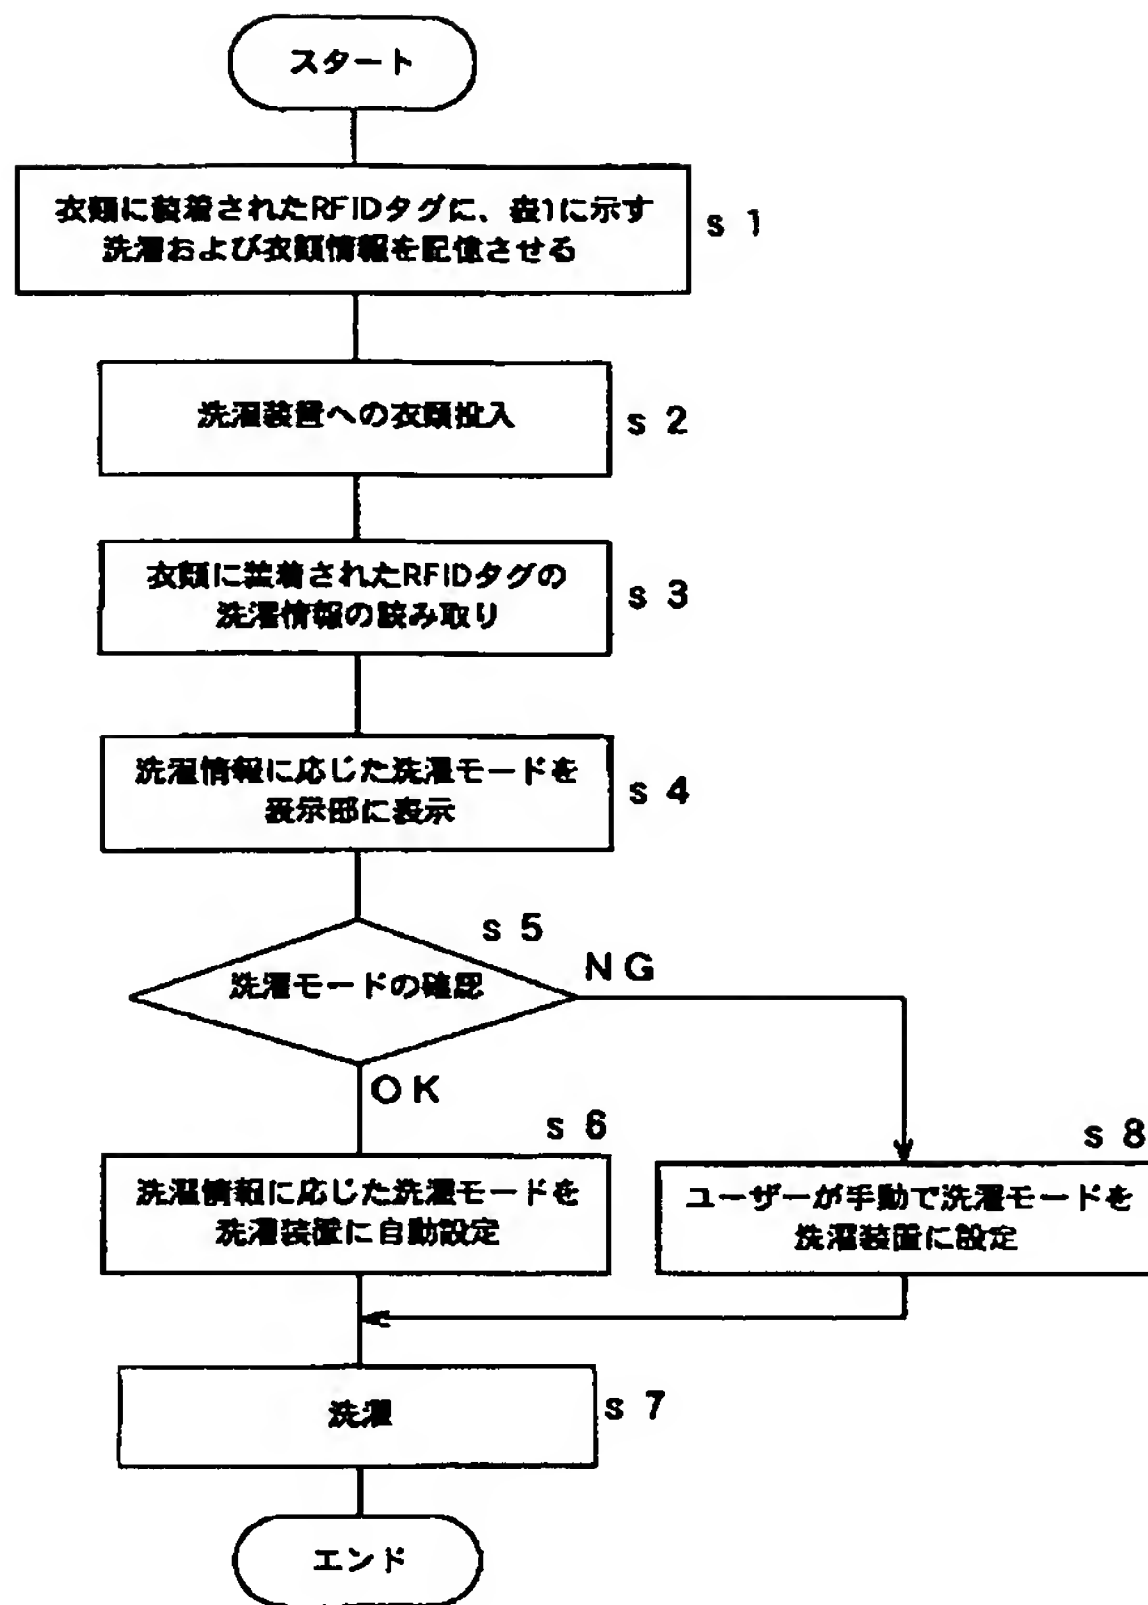 スタート
衣類に装着されたRFIDタグに、表1に示す
洗濯および衣類情報を記憶させる
s 1
洗濯装置への衣類投入
s 2
衣類に装着されたRFIDタグの
洗濯情報の読み取り
s 3
洗濯情報に応じた洗濯モードを
表示部に表示
s 4
s 5
洗濯モードの確認
NG
OK
s 6
洗濯情報に応じた洗濯モードを
洗濯装置に自動設定
s 8
ユーザーが手動で洗濯モードを
洗濯装置に設定
洗濯
s 7
エンド